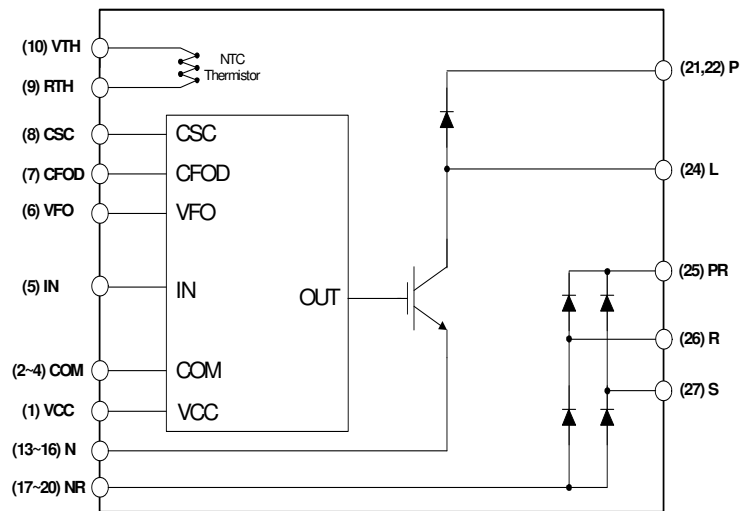 (10) VTH
(9) RTH
NTC
Thermistor
(8) CSC
(7) CFOD
(6) VFO
(5) IN
(2~4) COM
(1) VCC
(13~16) N
(17~20) NR
CSC
CFOD
VFO
IN
OUT
COM
VCC
(21,22) P
(24) L
(25) PR
(26) R
(27) S